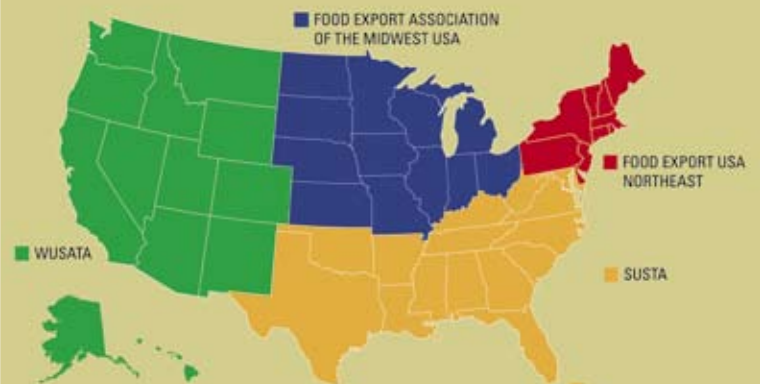 FOOD EXPORT ASSOCIATION
OF THE MIDWEST USA
FOOD EXPORT USA
NORTHEAST
WUSATA
SUSTA